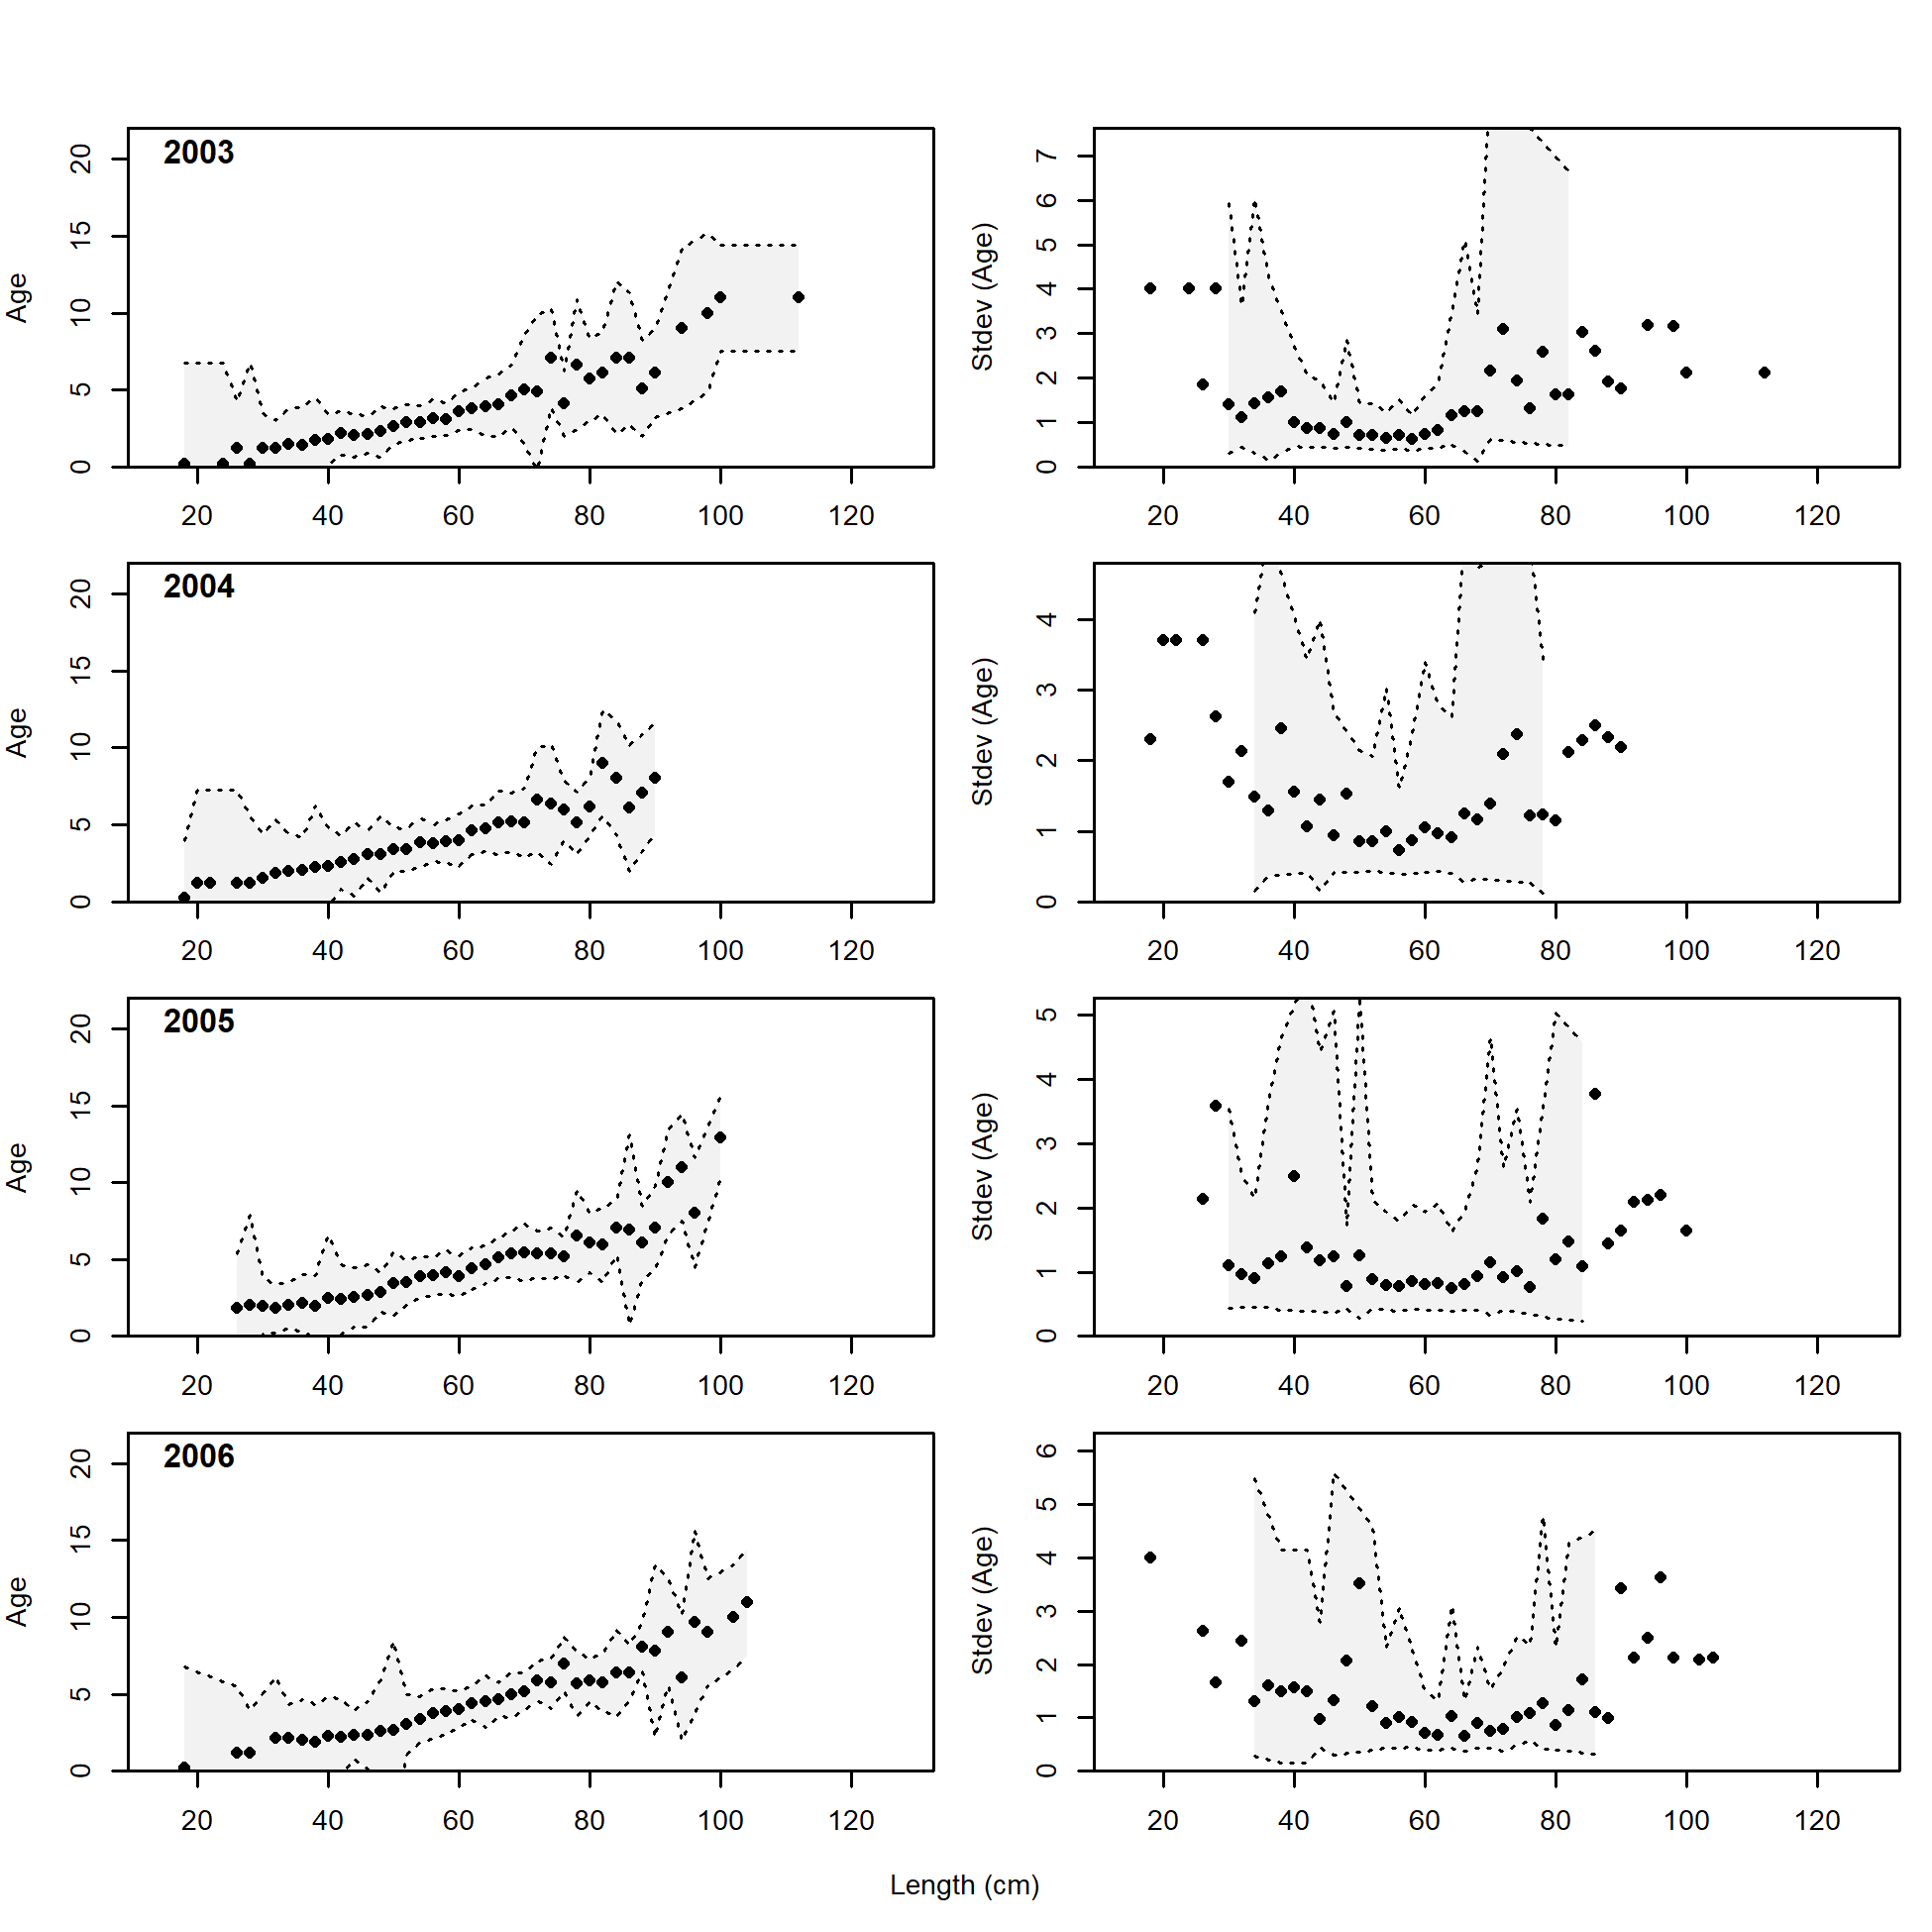 2003
Age
0 5 10 15 20
20 40 60 80 100 120
Stdev (Age)
0 1 2 3 4 5 6 7
20 40 60 80 100 120
2004
Age
0 5 10 15 20
20 40 60 80 100 120
Stdev (Age)
0 1 2 3 4
20 40 60 80 100 120
2005
Age
0 5 10 15 20
20 40 60 80 100 120
Stdev (Age)
0 1 2 3 4 5
20 40 60 80 100 120
2006
Age
0 5 10 15 20
20 40 60 80 100 120
Stdev (Age)
0 1 2 3 4 5 6
20 40 60 80 100 120
Length (cm)